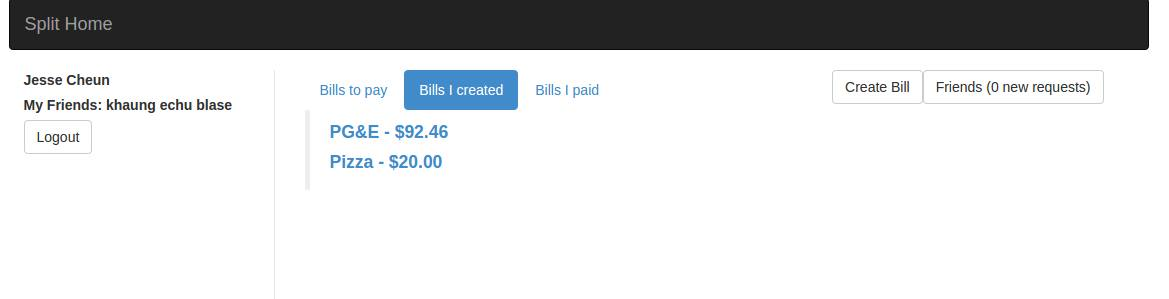 Split Home
Jesse Cheun
My Friends: khaung echu blase
Logout
Bills to pay Bills I created Bills I paid
Create Bill Friends (0 new requests)
PG&E - $92.46
Pizza - $20.00